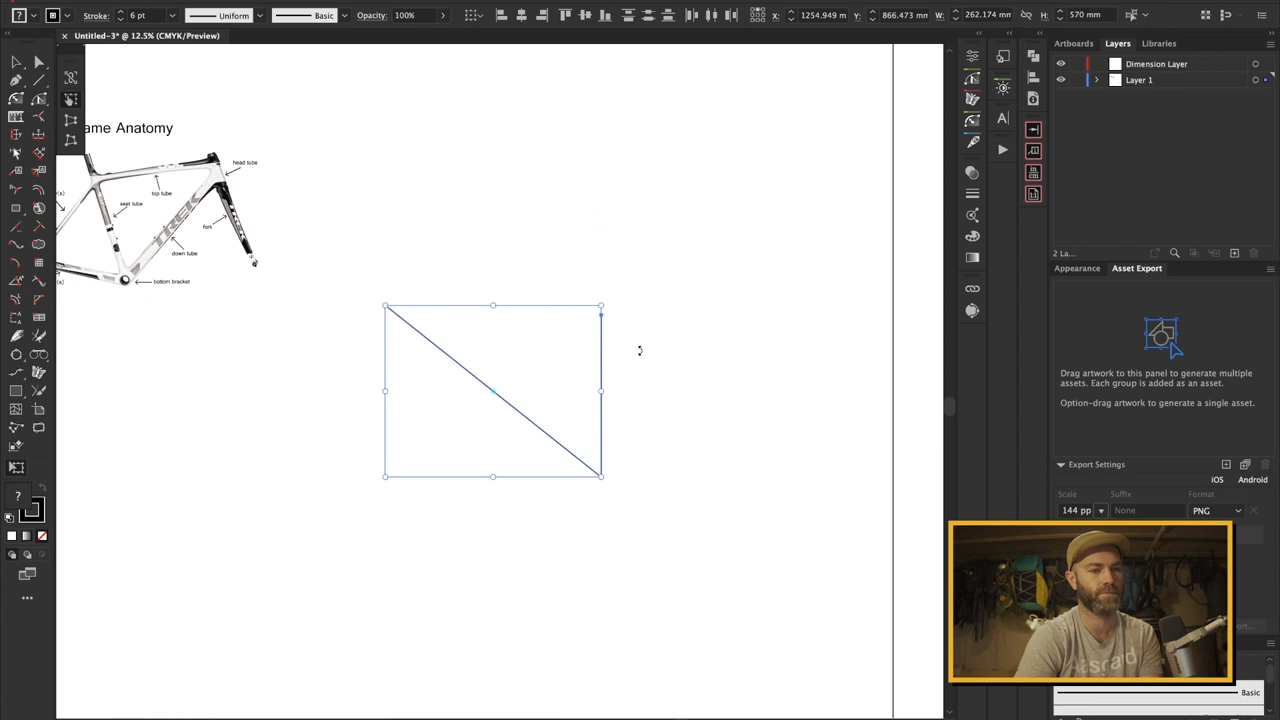 Stroke: 6 pt Uniform Basic Opacity: 100% X: 1254.949 m Y: 866.473 mm W: 262.174 mm H: 570 mm
Untitled-3* @ 12.5% (CMYK/Preview)
Artboards Layers Libraries
Dimension Layer
Layer 1
ame Anatomy
head tube
top tube
seat tube
fork
down tube
bottom bracket
(s)
(s)
TREK
A|
in
cm
2 La...
Appearance Asset Export
Drag artwork to this panel to generate multiple
assets. Each group is added as an asset.
Option-drag artwork to generate a single asset.
Export Settings
iOS Android
Scale Suffix Format
144 pp None PNG
?
Aasgard
ort...
Basic